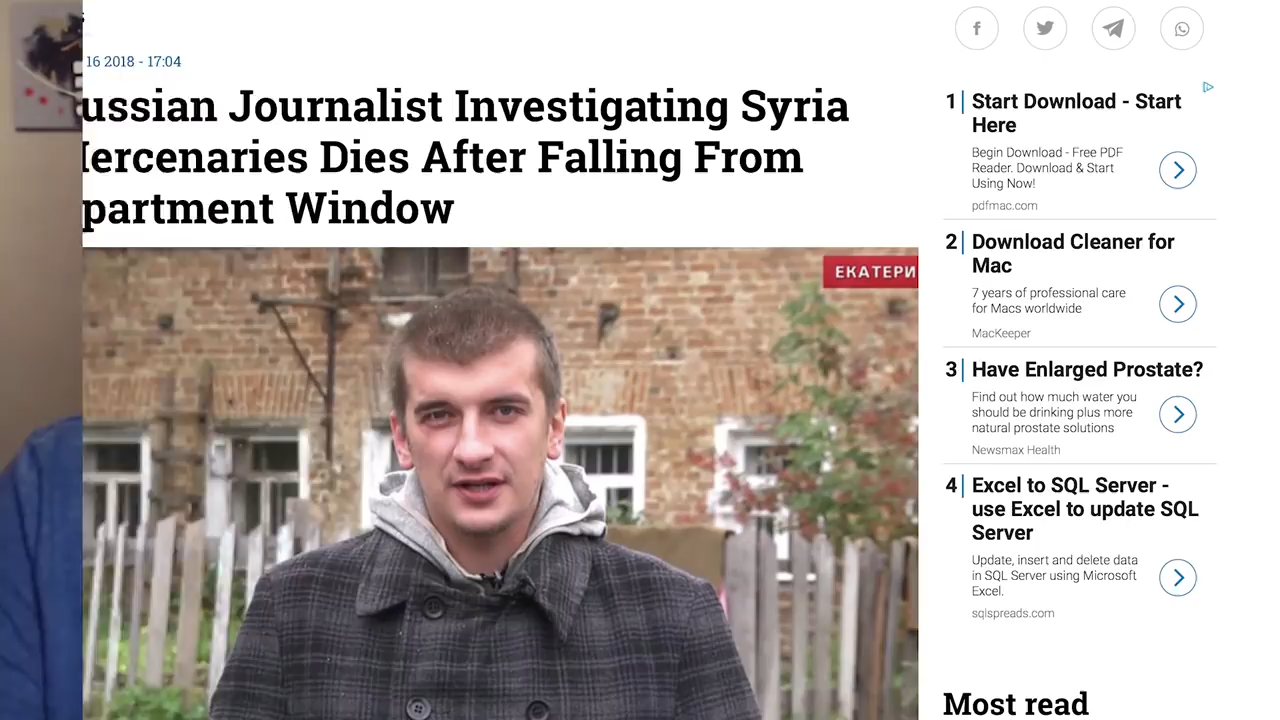 16 2018 - 17:04
ussian Journalist Investigating Syria
ercenaries Dies After Falling From
partment Window
ЕКАТЕРИ
1 Start Download - Start
Here
Begin Download - Free PDF
Reader. Download & Start
Using Now!
pdfmac.com
2 Download Cleaner for
Mac
7 years of professional care
for Macs worldwide
MacKeeper
3 Have Enlarged Prostate?
Find out how much water you
should be drinking plus more
natural prostate solutions
Newsmax Health
4 Excel to SQL Server -
use Excel to update SQL
Server
Update, insert and delete data
in SQL Server using Microsoft
Excel.
sqlspreads.com
Most read